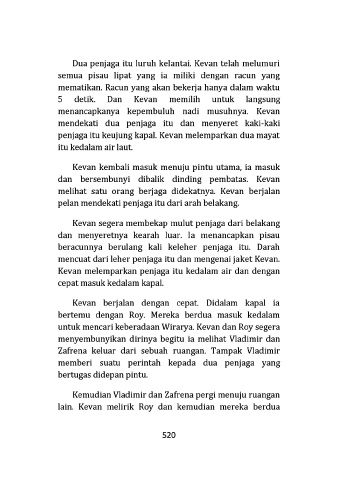 Dua penjaga itu luruh kelantai. Kevan telah melumuri
semua pisau lipat yang ia miliki dengan racun yang
mematikan. Racun yang akan bekerja hanya dalam waktu
5 detik. Dan Kevan memilih untuk langsung
menancapkanya kepembuluh nadi musuhnya. Kevan
mendekati dua penjaga itu dan menyeret kaki-kaki
penjaga itu keujung kapal. Kevan melemparkan dua mayat
itu kedalam air laut.
Kevan kembali masuk menuju pintu utama, ia masuk
dan bersembunyi dibalik dinding pembatas. Kevan
melihat satu orang berjaga didekatnya. Kevan berjalan
pelan mendekati penjaga itu dari arah belakang.
Kevan segera membekap mulut penjaga dari belakang
dan menyeretnya kearah luar. Ia menancapkan pisau
beracunnya berulang kali keleher penjaga itu. Darah
mencuat dari leher penjaga itu dan mengenai jaket Kevan.
Kevan melemparkan penjaga itu kedalam air dan dengan
cepat masuk kedalam kapal.
Kevan berjalan dengan cepat. Didalam kapal ia
bertemu dengan Roy. Mereka berdua masuk kedalam
untuk mencari keberadaan Wirarya. Kevan dan Roy segera
menyembunyikan dirinya begitu ia melihat Vladimir dan
Zafrena keluar dari sebuah ruangan. Tampak Vladimir
memberi suatu perintah kepada dua penjaga yang
bertugas didepan pintu.
Kemudian Vladimir dan Zafrena pergi menuju ruangan
lain. Kevan melirik Roy dan kemudian mereka berdua
520